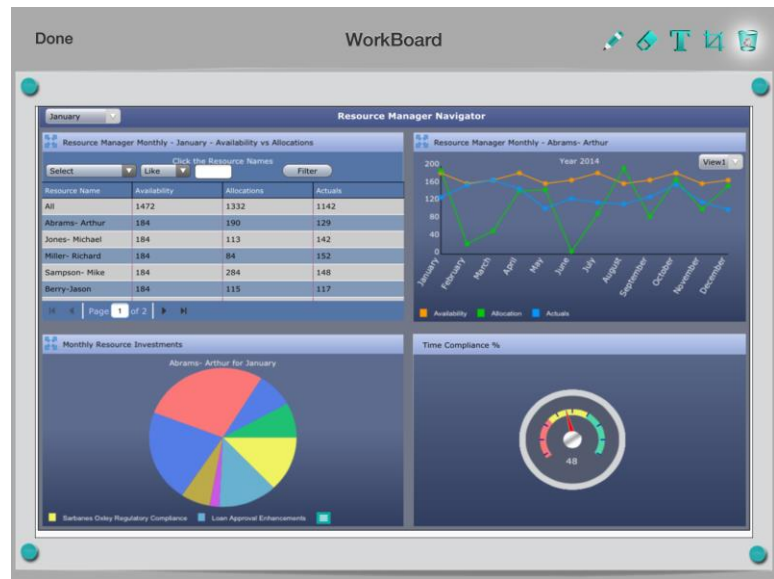 Done
WorkBoard
T
January
Resource Manager Navigator
Resource Manager Monthly - January - Availability vs Allocations
Click the Resource Names
Select
Like
Filter
Resource Name Availability Allocations Actuals
All 1472 1332 1142
Abrams- Arthur 184 190 129
Jones- Michael 184 113 142
Miller- Richard 184 84 152
Sampson- Mike 184 284 148
Berry-Jason 184 115 117
Page 1 of 2
Resource Manager Monthly - Abrams- Arthur
Year 2014
View1
200
160
120
80
40
0
January February March April May June July August September October November December
Availability Allocation Actuals
Monthly Resource Investments
Abrams- Arthur for January
Sarbanes Oxley Regulatory Compliance Loan Approval Enhancements
Time Compliance %
48